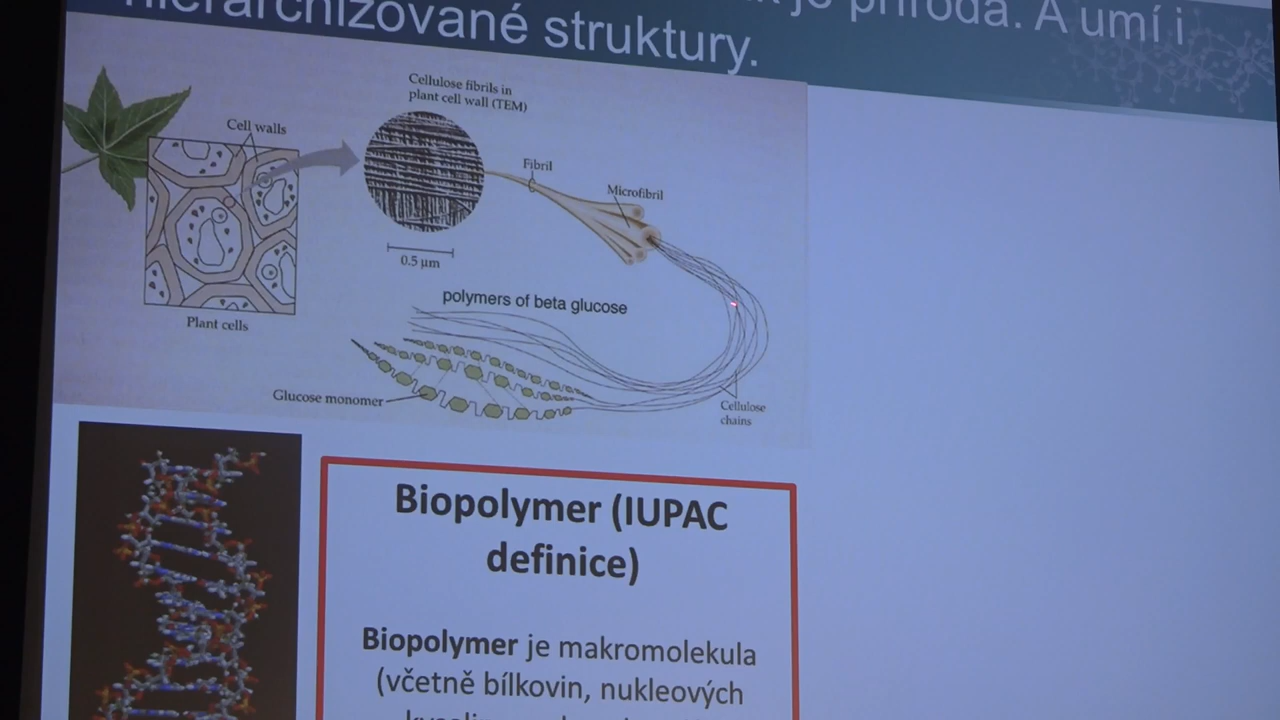 je příroda. A umí i
hierarchizované struktury.
Cellulose fibrils in
plant cell wall (TEM)
Cell walls
Fibril
Microfibril
0.5 µm
polymers of beta glucose
Plant cells
Glucose monomer
Cellulose
chains
Biopolymer (IUPAC
definice)
Biopolymer je makromolekula
(včetně bílkovin, nukleových